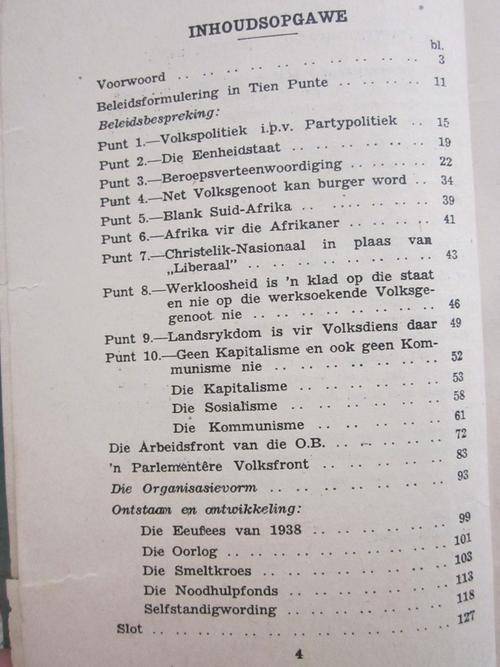 INHOUDSOPGAWE
bl.
Voorwoord .. .. .. .. .. .. .. .. .. .. 3
Beleidsformulering in Tien Punte .. .. .. .. 11
Beleidsbespreking:
Punt 1.—Volkspolitiek i.p.v. Partypolitiek .. 15
Punt 2.—Die Eenheidstaat .. .. .. .. .. .. 19
Punt 3.—Beroepsverteenwoordiging .. .. .. .. 22
Punt 4.—Net Volksgenoot kan burger word .. 34
Punt 5.—Blank Suid-Afrika .. .. .. .. .. .. 39
Punt 6.—Afrika vir die Afrikaner .. .. .. .. 41
Punt 7.—Christelik-Nasionaal in plaas van
„Liberaal" .. .. .. .. .. .. .. 43
Punt 8.—Werkloosheid is 'n klad op die staat
en nie op die werksoekende Volksge-
genoot nie .. .. .. .. .. .. .. 46
Punt 9.—Landsrykdom is vir Volksdiens daar 49
Punt 10.—Geen Kapitalisme en ook geen Kom-
munisme nie .. .. .. .. .. .. 52
Die Kapitalisme .. .. .. .. .. 53
Die Sosialisme .. .. .. .. .. 58
Die Kommunisme .. .. .. .. .. 61
Die Arbeidsfront van die O.B. .. .. .. .. .. 72
'n Parlementêre Volksfront .. .. .. .. .. .. 83
Die Organisasievorm .. .. .. .. .. .. .. .. 93
Ontstaan en ontwikkeling:
Die Eeufees van 1938 .. .. .. .. .. .. 99
Die Oorlog .. .. .. .. .. .. .. .. .. 101
Die Smeltkroes .. .. .. .. .. .. .. .. 103
Die Noodhulpfonds .. .. .. .. .. .. .. 113
Selfstandigwording .. .. .. .. .. .. .. 118
Slot .. .. .. .. .. .. .. .. .. .. .. .. 127
4